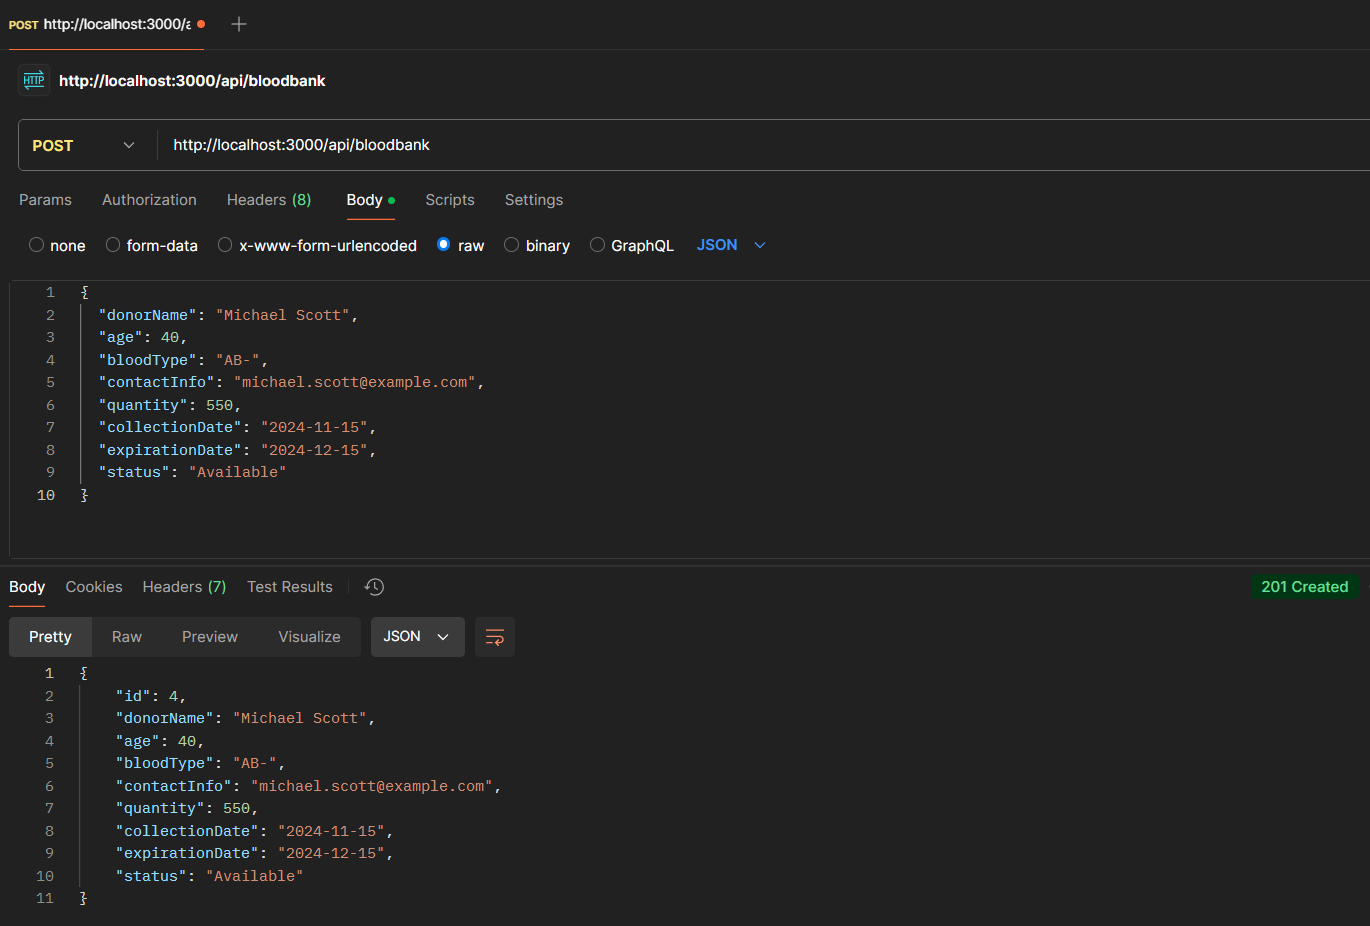 POST http://localhost:3000/a
HTTP http://localhost:3000/api/bloodbank
POST http://localhost:3000/api/bloodbank
Params Authorization Headers (8) Body Scripts Settings
none form-data x-www-form-urlencoded raw binary GraphQL JSON
1 {
2 "donorName": "Michael Scott",
3 "age": 40,
4 "bloodType": "AB-",
5 "contactInfo": "michael.scott@example.com",
6 "quantity": 550,
7 "collectionDate": "2024-11-15",
8 "expirationDate": "2024-12-15",
9 "status": "Available"
10 }
Body Cookies Headers (7) Test Results 201 Created
Pretty Raw Preview Visualize JSON
1 {
2 "id": 4,
3 "donorName": "Michael Scott",
4 "age": 40,
5 "bloodType": "AB-",
6 "contactInfo": "michael.scott@example.com",
7 "quantity": 550,
8 "collectionDate": "2024-11-15",
9 "expirationDate": "2024-12-15",
10 "status": "Available"
11 }